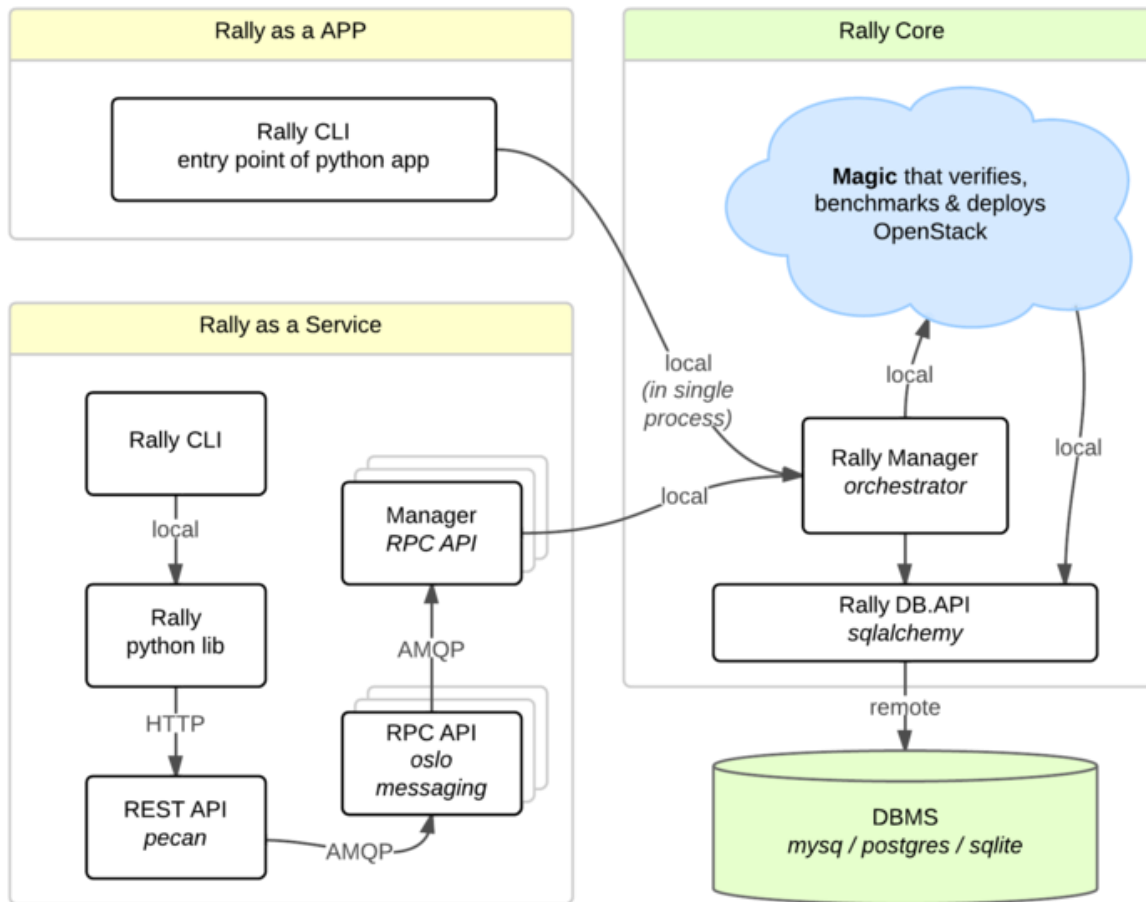 Rally as a APP
Rally CLI
entry point of python app
Rally as a Service
Rally CLI
local
Rally
python lib
HTTP
REST API
pecan
AMQP
RPC API
oslo
messaging
AMQP
Manager
RPC API
local
local
(in single
process)
Rally Core
Magic that verifies,
benchmarks & deploys
OpenStack
local
Rally Manager
orchestrator
local
Rally DB.API
sqlalchemy
remote
DBMS
mysq / postgres / sqlite